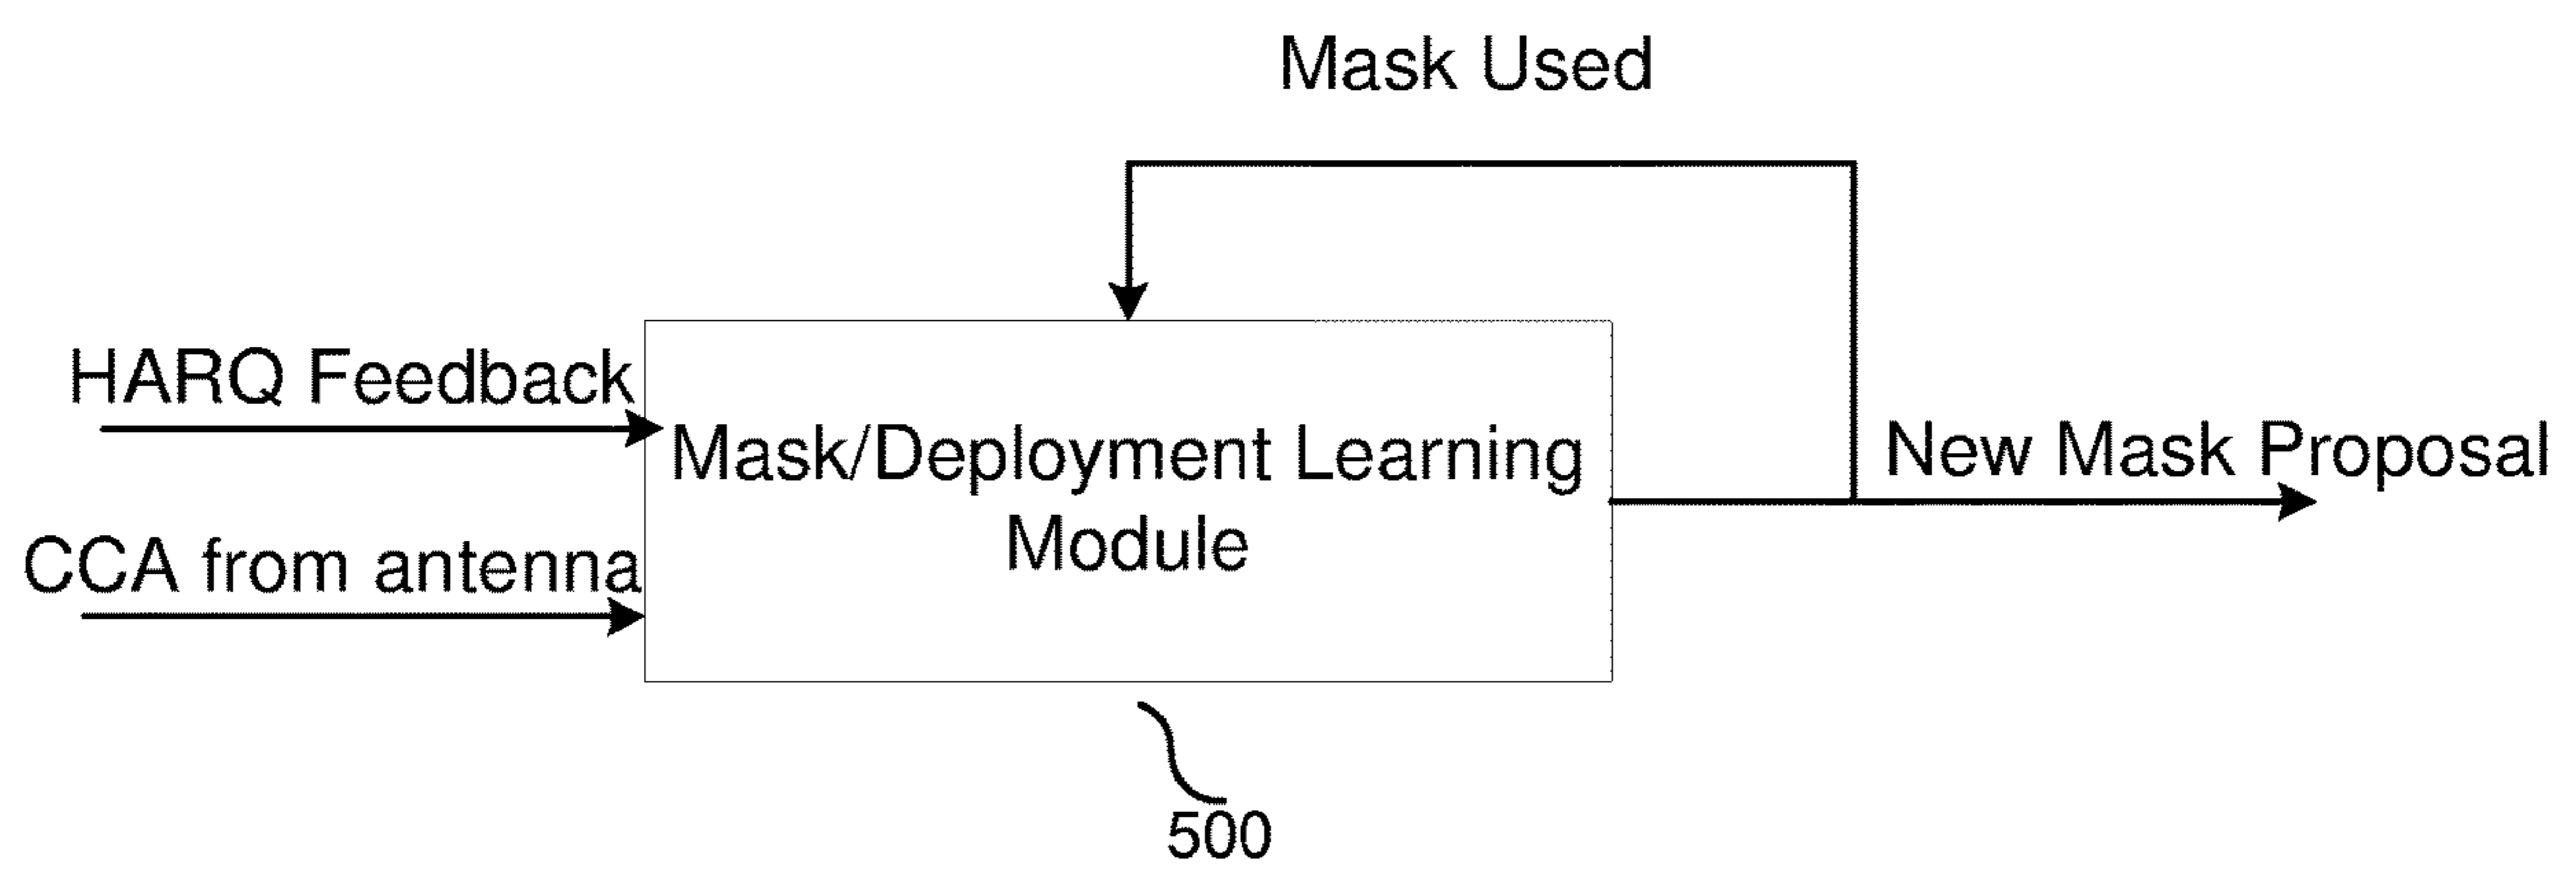 Mask Used
HARQ Feedback
Mask/Deployment Learning
Module
New Mask Proposal
CCA from antenna
500